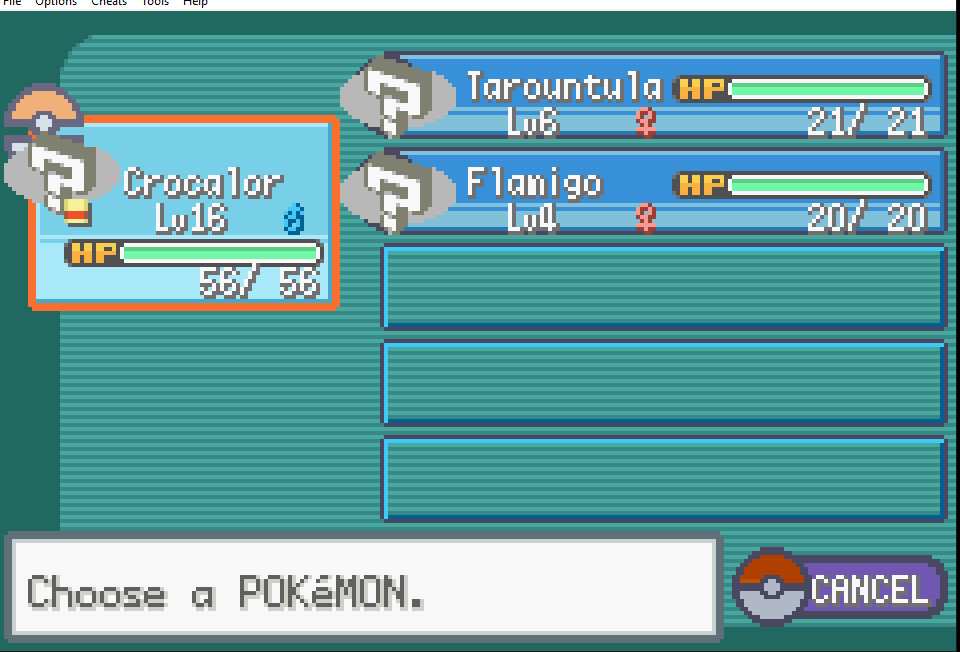 File Options Cheats Tools Help
Crocalor
Lv16 ♂
HP
56/ 56
Tarountula HP
Lv6 ♀ 21/ 21
Flamigo HP
Lv4 ♀ 20/ 20
Choose a POKéMON.
CANCEL